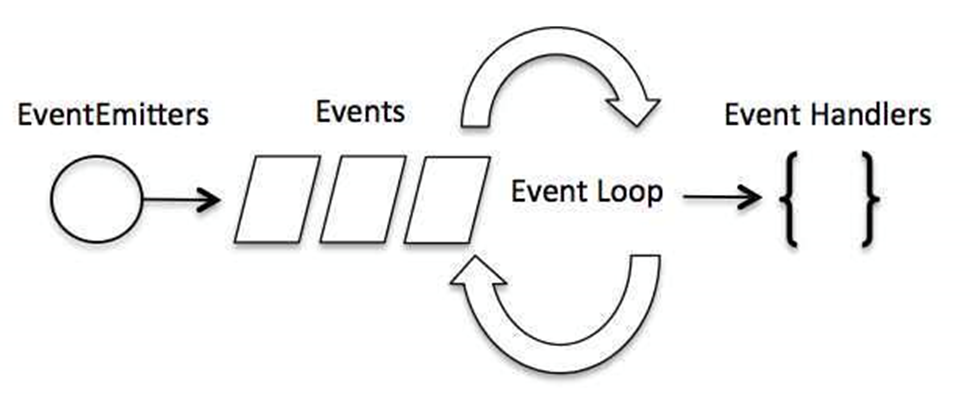 EventEmitters
Events
Event Handlers
Event Loop
{ }